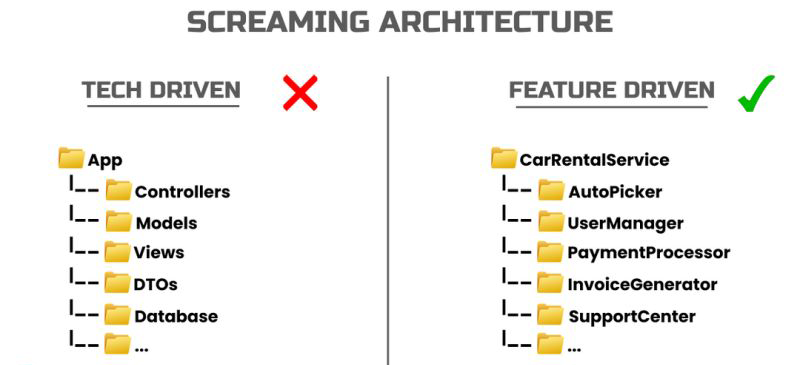 SCREAMING ARCHITECTURE
TECH DRIVEN
App
Controllers
Models
Views
DTOs
Database
...
FEATURE DRIVEN
CarRentalService
AutoPicker
UserManager
PaymentProcessor
InvoiceGenerator
SupportCenter
...